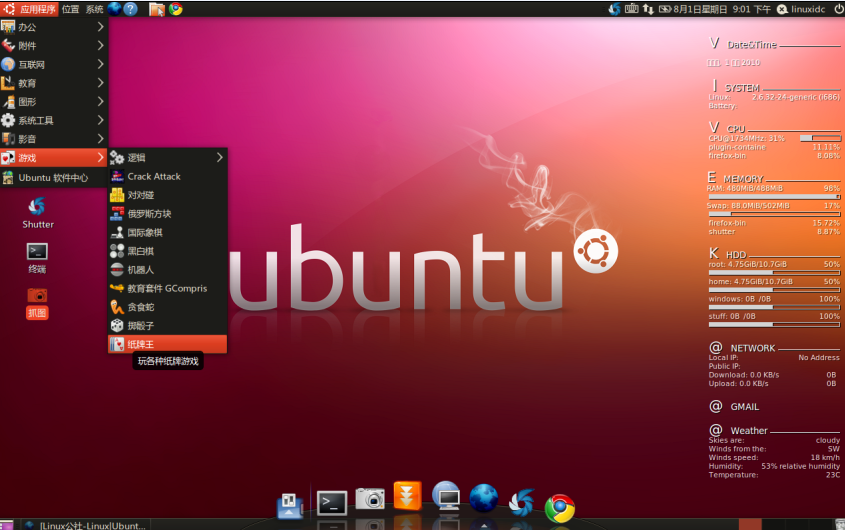 应用程序 位置 系统
8月1日星期日 9:01 下午 linuxidc
办公
附件
互联网
教育
图形
系统工具
影音
游戏
Ubuntu 软件中心
逻辑
Crack Attack
对对碰
俄罗斯方块
国际象棋
黑白棋
机器人
教育套件 GCompris
贪食蛇
掷骰子
纸牌王
玩各种纸牌游戏
Shutter
终端
抓图
ubuntu
V Date&Time
2010
I SYSTEM
Linux: 2.6.32-24-generic (i686)
Battery:
V CPU
CPU@1734MHz: 31%
plugin-containe 11.11%
firefox-bin 8.08%
E MEMORY
RAM: 480MiB/488MiB 98%
Swap: 88.0MiB/502MiB 17%
firefox-bin 15.72%
shutter 8.87%
K HDD
root: 4.75GiB/10.7GiB 50%
home: 4.75GiB/10.7GiB 50%
windows: 0B /0B 100%
stuff: 0B /0B 100%
@ NETWORK
Local IP: No Address
Public IP:
Download: 0.0 KB/s 0B
Upload: 0.0 KB/s 0B
@ GMAIL
@ Weather
Skies are: cloudy
Winds from the: SW
Winds speed: 18 km/h
Humidity: 53% relative humidity
Temperature: 23C
[Linux公社-Linux|Ubunt...